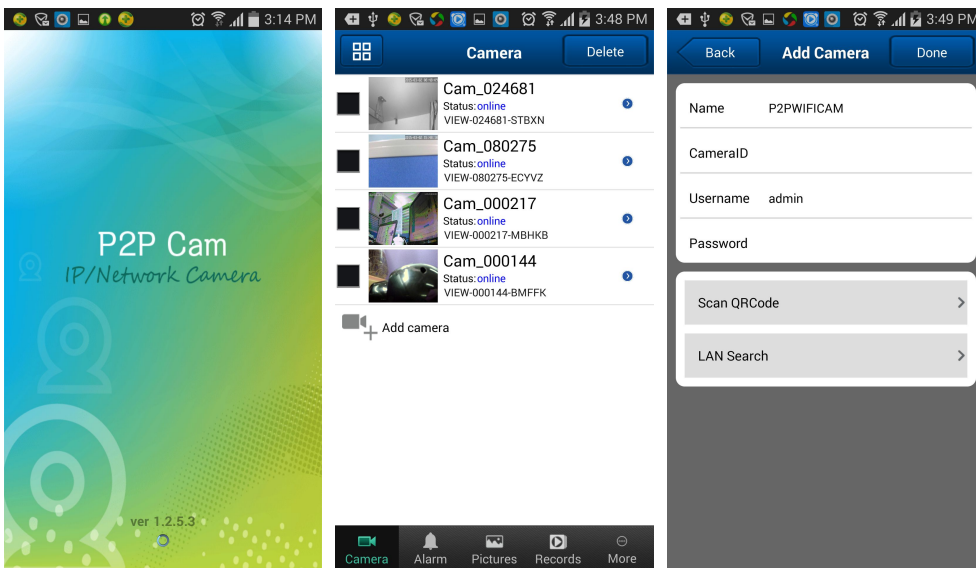 3:14 PM
P2P Cam
IP/Network Camera
ver 1.2.5.3
3:48 PM
Camera
Delete
Cam_024681
Status:online
VIEW-024681-STBXN
Cam_080275
Status:online
VIEW-080275-ECYVZ
Cam_000217
Status:online
VIEW-000217-MBHKB
Cam_000144
Status:online
VIEW-000144-BMFFK
Add camera
Camera
Alarm
Pictures
Records
More
3:49 PM
Back
Add Camera
Done
Name P2PWIFICAM
CameraID
Username admin
Password
Scan QRCode
LAN Search